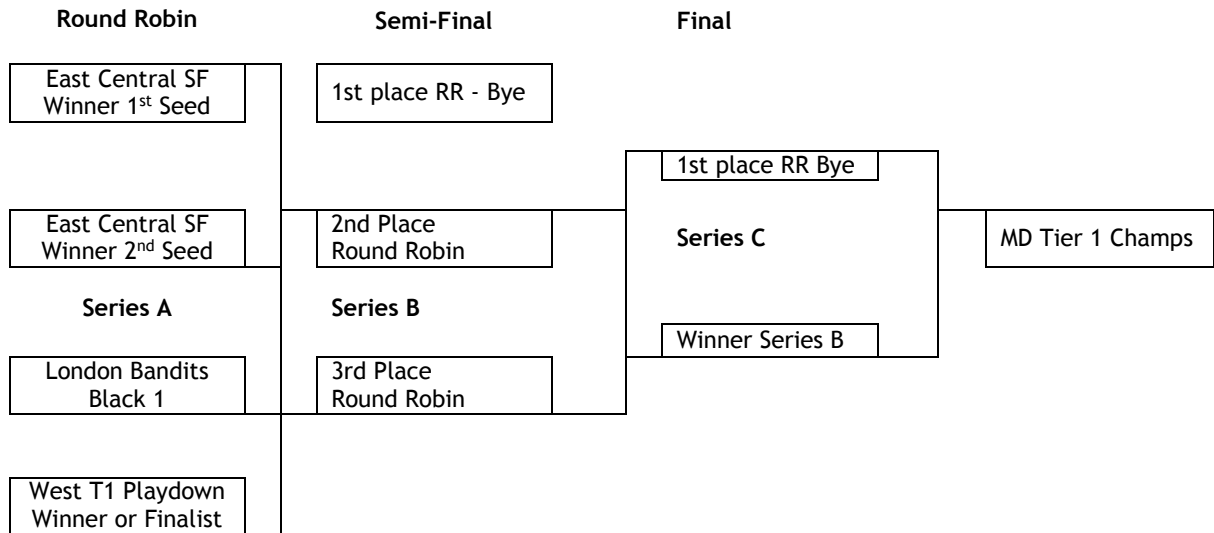 Round Robin
Semi-Final
Final
East Central SF
Winner 1st Seed
1st place RR - Bye
1st place RR Bye
East Central SF
Winner 2nd Seed
2nd Place
Round Robin
Series C
MD Tier 1 Champs
Series A
Series B
Winner Series B
London Bandits
Black 1
3rd Place
Round Robin
West T1 Playdown
Winner or Finalist